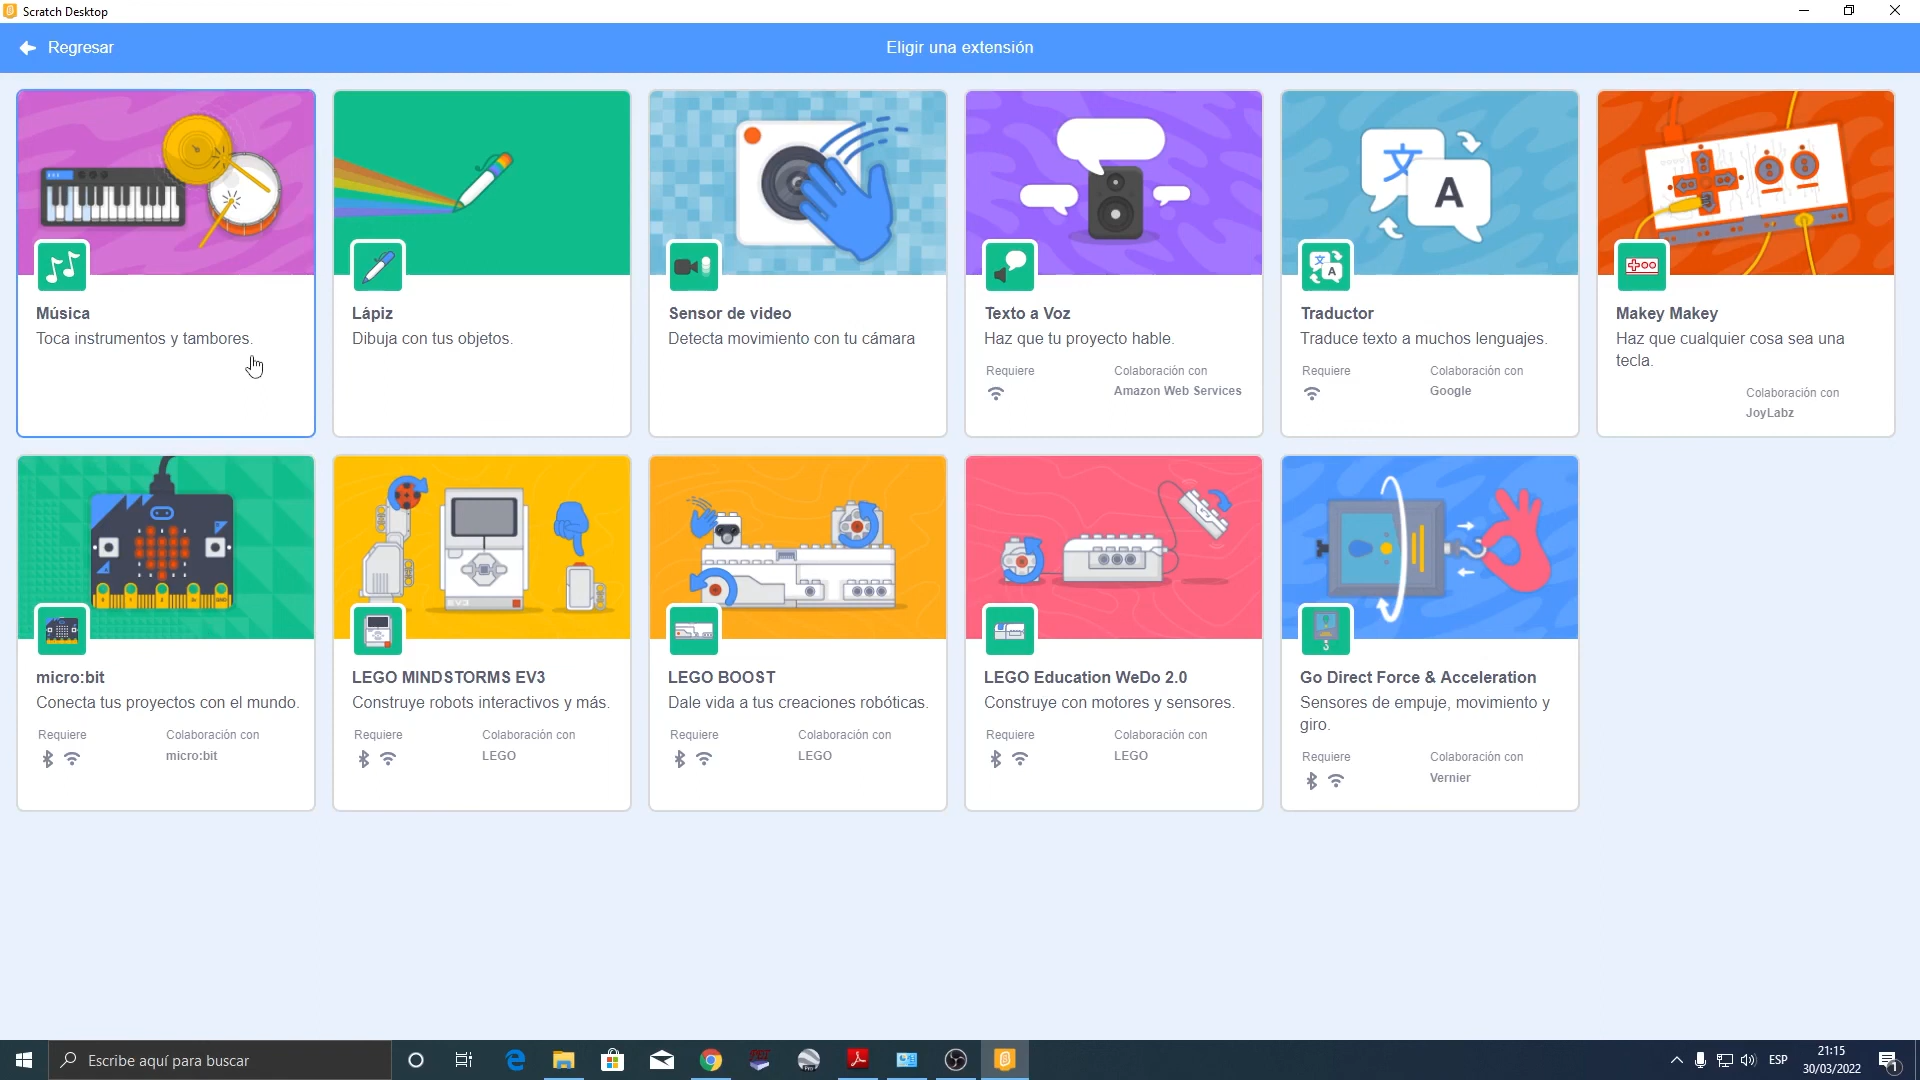 Scratch Desktop
Regresar
Eligir una extensión
Música
Toca instrumentos y tambores.
Lápiz
Dibuja con tus objetos.
Sensor de video
Detecta movimiento con tu cámara
文
A
A
Texto a Voz
Haz que tu proyecto hable.
Requiere
Colaboración con
Amazon Web Services
Traductor
Traduce texto a muchos lenguajes.
Requiere
Colaboración con
Google
Makey Makey
Haz que cualquier cosa sea una
tecla.
Colaboración con
JoyLabz
micro:bit
Conecta tus proyectos con el mundo.
Requiere
Colaboración con
micro:bit
EV3
LEGO MINDSTORMS EV3
Construye robots interactivos y más.
Requiere
Colaboración con
LEGO
LEGO BOOST
Dale vida a tus creaciones robóticas.
Requiere
Colaboración con
LEGO
LEGO Education WeDo 2.0
Construye con motores y sensores.
Requiere
Colaboración con
LEGO
Go Direct Force & Acceleration
Sensores de empuje, movimiento y
giro.
Requiere
Colaboración con
Vernier
Escribe aquí para buscar
ESP
21:15
30/03/2022
1